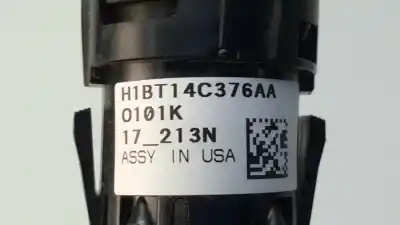 H1BT14C376AA
0101K
17_213N
ASSY IN USA